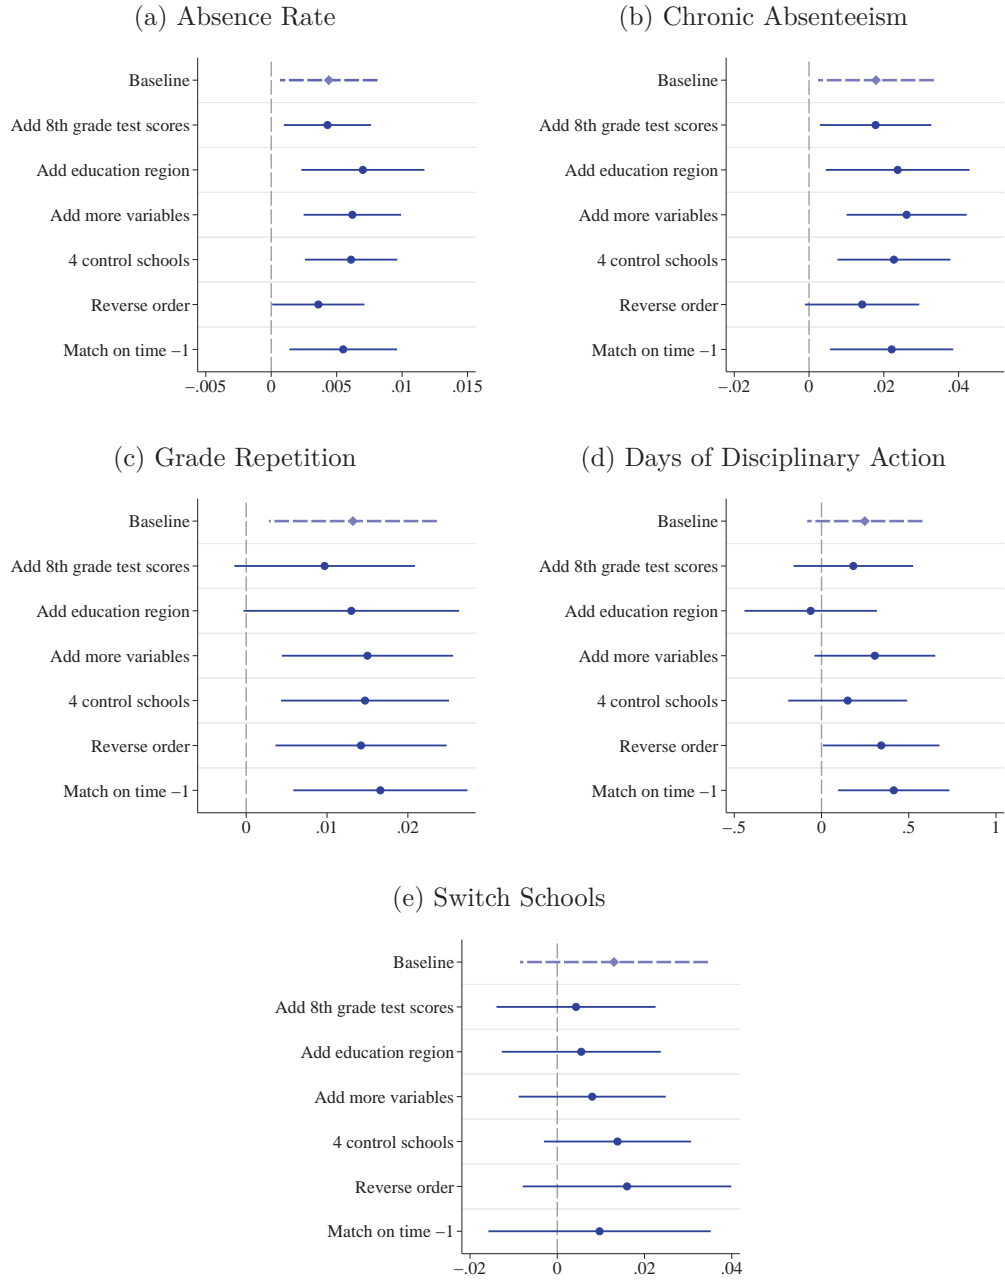 (a) Absence Rate
Baseline
Add 8th grade test scores
Add education region
Add more variables
4 control schools
Reverse order
Match on time −1
−.005 0 .005 .01 .015
(b) Chronic Absenteeism
Baseline
Add 8th grade test scores
Add education region
Add more variables
4 control schools
Reverse order
Match on time −1
−.02 0 .02 .04
(c) Grade Repetition
Baseline
Add 8th grade test scores
Add education region
Add more variables
4 control schools
Reverse order
Match on time −1
0 .01 .02
(d) Days of Disciplinary Action
Baseline
Add 8th grade test scores
Add education region
Add more variables
4 control schools
Reverse order
Match on time −1
−.5 0 .5 1
(e) Switch Schools
Baseline
Add 8th grade test scores
Add education region
Add more variables
4 control schools
Reverse order
Match on time −1
−.02 0 .02 .04